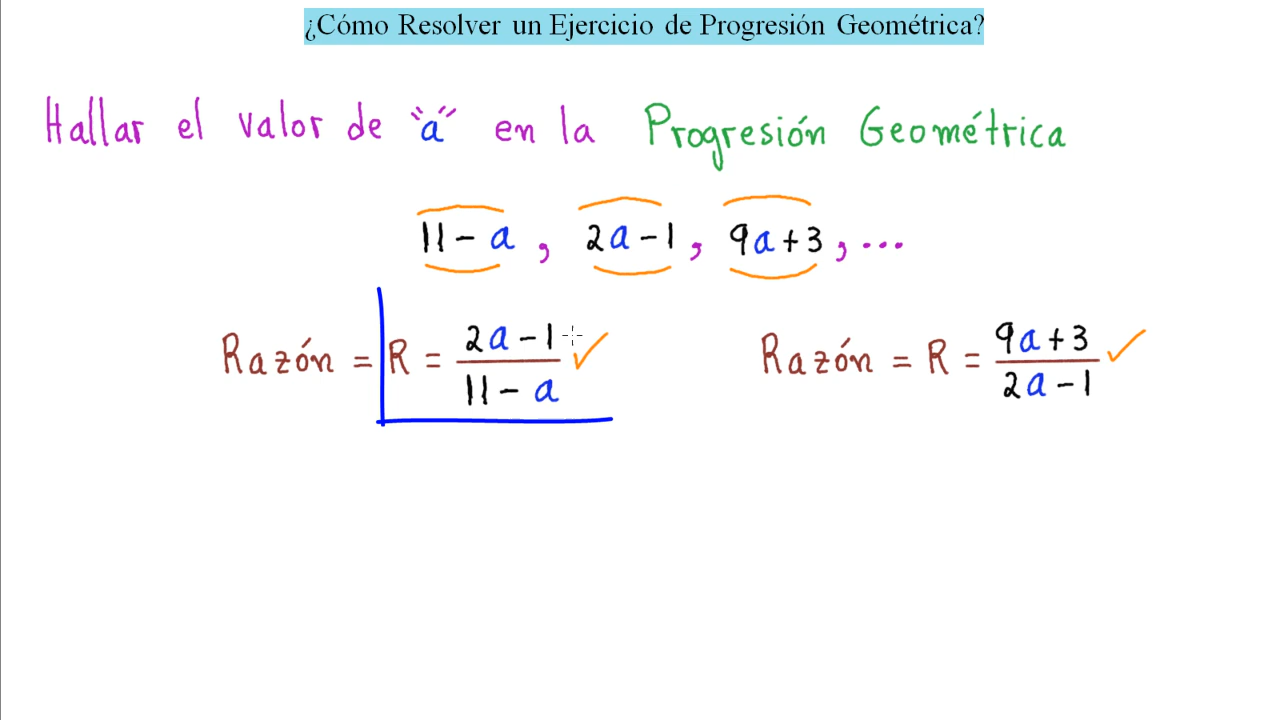 ¿Cómo Resolver un Ejercicio de Progresión Geométrica?
Hallar el valor de "a" en la Progresión Geométrica
11 - a , 2a - 1 , 9a + 3 , ...
Razón = R = (2a - 1)/(11 - a) ✓ Razón = R = (9a + 3)/(2a - 1) ✓